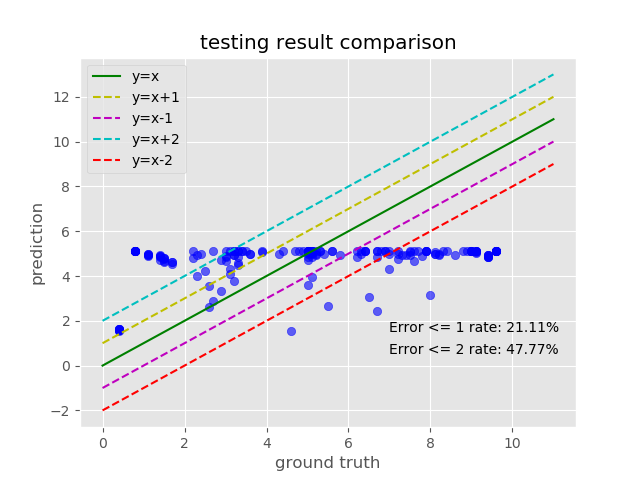 testing result comparison
y=x
y=x+1
y=x-1
y=x+2
y=x-2
12
10
8
6
4
2
0
−2
prediction
Error <= 1 rate: 21.11%
Error <= 2 rate: 47.77%
0 2 4 6 8 10
ground truth